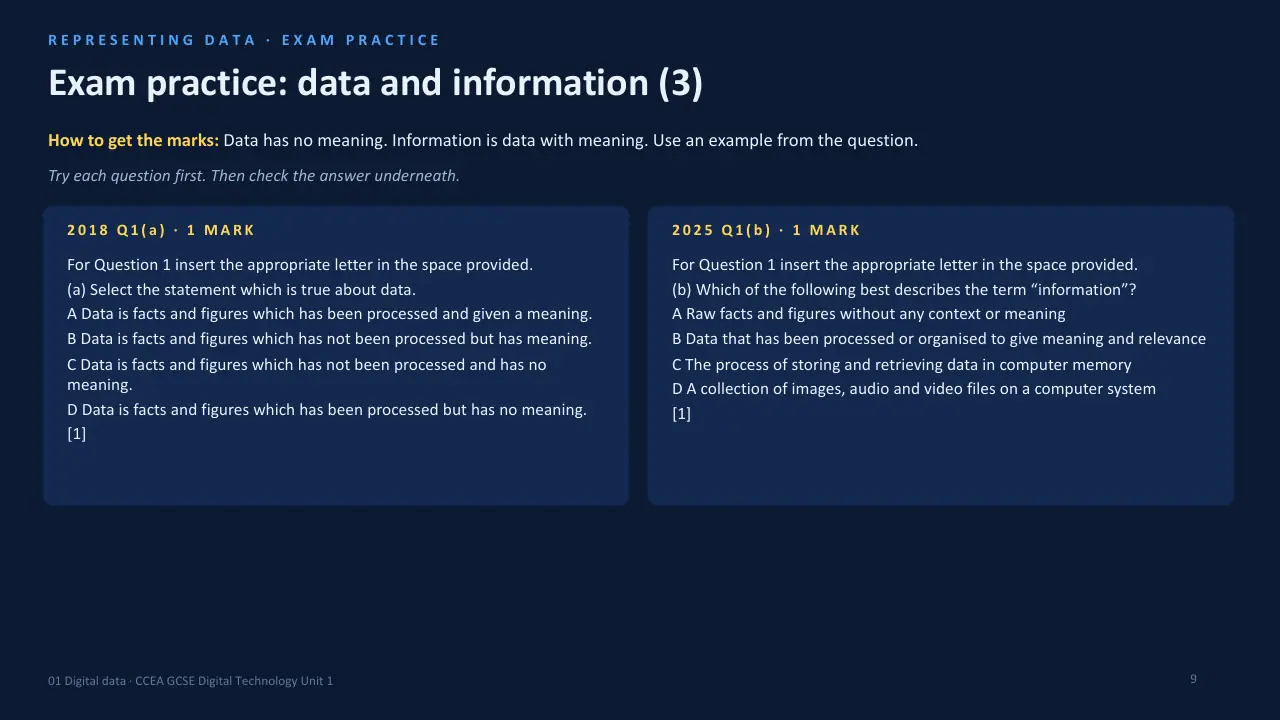 REPRESENTING DATA · EXAM PRACTICE
Exam practice: data and information (3)
How to get the marks: Data has no meaning. Information is data with meaning. Use an example from the question.
Try each question first. Then check the answer underneath.
2018 Q1(a) · 1 MARK
For Question 1 insert the appropriate letter in the space provided.
(a) Select the statement which is true about data.
A Data is facts and figures which has been processed and given a meaning.
B Data is facts and figures which has not been processed but has meaning.
C Data is facts and figures which has not been processed and has no
meaning.
D Data is facts and figures which has been processed but has no meaning.
[1]
2025 Q1(b) · 1 MARK
For Question 1 insert the appropriate letter in the space provided.
(b) Which of the following best describes the term “information”?
A Raw facts and figures without any context or meaning
B Data that has been processed or organised to give meaning and relevance
C The process of storing and retrieving data in computer memory
D A collection of images, audio and video files on a computer system
[1]
01 Digital data · CCEA GCSE Digital Technology Unit 1
9